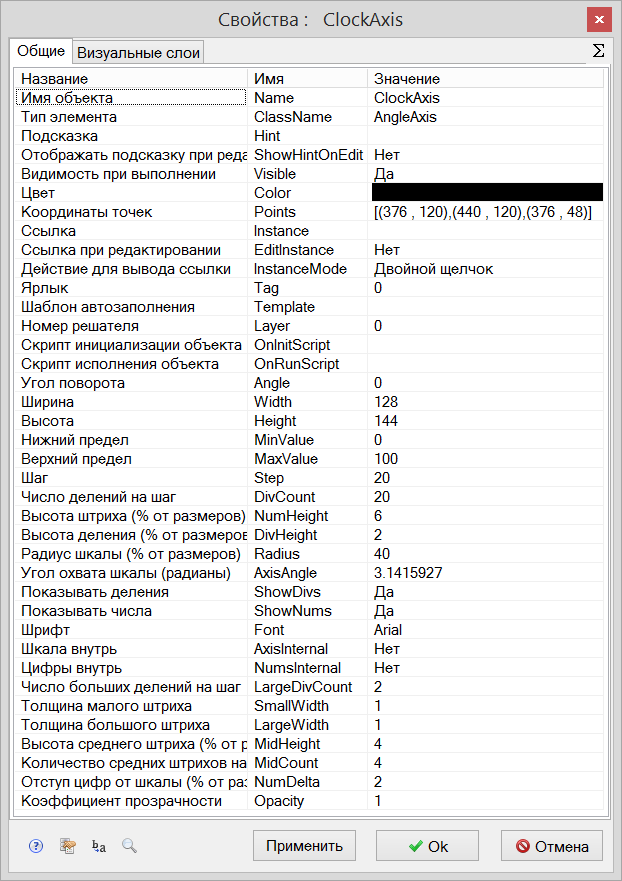 Свойства : ClockAxis
Общие Визуальные слои Σ
Название Имя Значение
Имя объекта Name ClockAxis
Тип элемента ClassName AngleAxis
Подсказка Hint
Отображать подсказку при реда ShowHintOnEdit Нет
Видимость при выполнении Visible Да
Цвет Color
Координаты точек Points [(376 , 120),(440 , 120),(376 , 48)]
Ссылка Instance
Ссылка при редактировании EditInstance Нет
Действие для вывода ссылки InstanceMode Двойной щелчок
Ярлык Tag 0
Шаблон автозаполнения Template
Номер решателя Layer 0
Скрипт инициализации объекта OnInitScript
Скрипт исполнения объекта OnRunScript
Угол поворота Angle 0
Ширина Width 128
Высота Height 144
Нижний предел MinValue 0
Верхний предел MaxValue 100
Шаг Step 20
Число делений на шаг DivCount 20
Высота штриха (% от размеров) NumHeight 6
Высота деления (% от размеров DivHeight 2
Радиус шкалы (% от размеров) Radius 40
Угол охвата шкалы (радианы) AxisAngle 3.1415927
Показывать деления ShowDivs Да
Показывать числа ShowNums Да
Шрифт Font Arial
Шкала внутрь AxisInternal Нет
Цифры внутрь NumsInternal Нет
Число больших делений на шаг LargeDivCount 2
Толщина малого штриха SmallWidth 1
Толщина большого штриха LargeWidth 1
Высота среднего штриха (% от р MidHeight 4
Количество средних штрихов на MidCount 4
Отступ цифр от шкалы (% от раз NumDelta 2
Коэффициент прозрачности Opacity 1
? b a Применить Ok Отмена